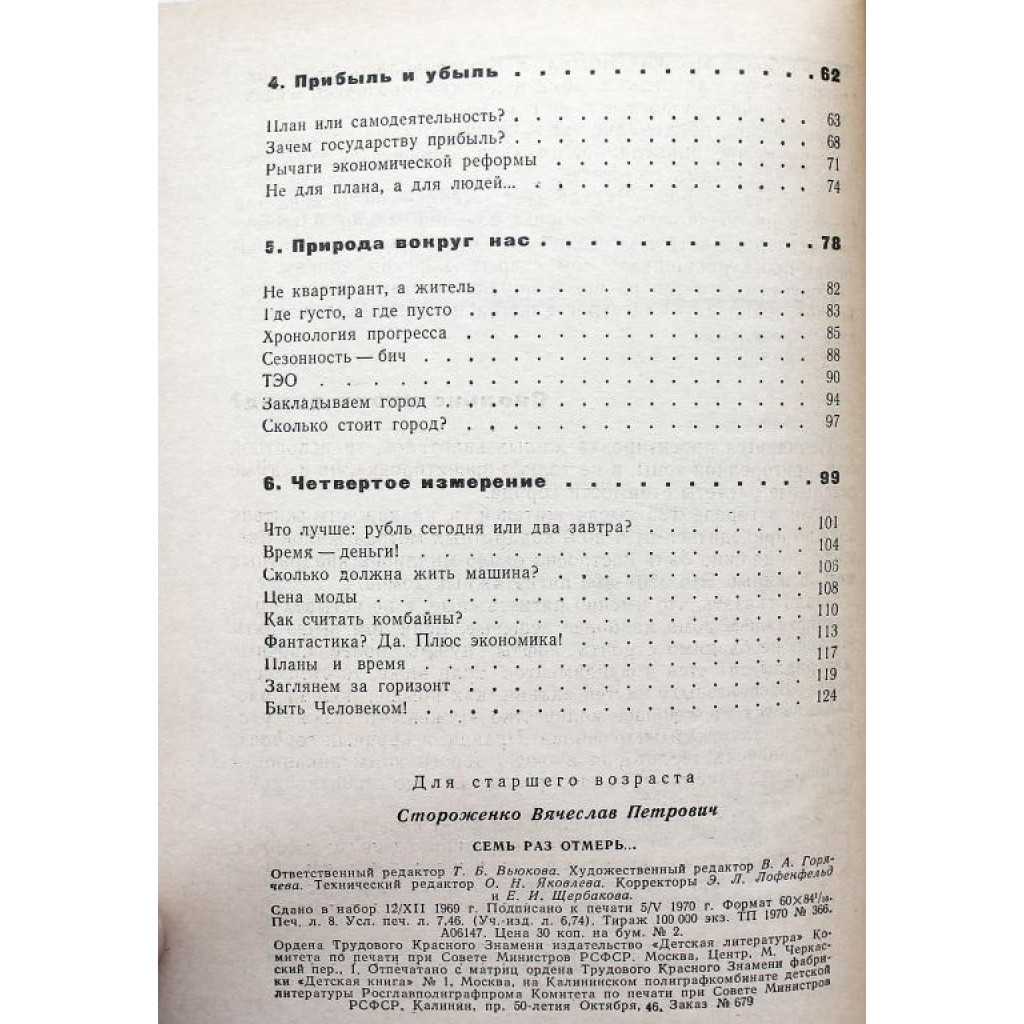 4. Прибыль и убыль . . . . . . . . . . . . . 62
План или самодеятельность? . . . . . . . . . . . . . 63
Зачем государству прибыль? . . . . . . . . . . . . . 68
Рычаги экономической реформы . . . . . . . . . . . 71
Не для плана, а для людей... . . . . . . . . . . . . 74
5. Природа вокруг нас . . . . . . . . . . . . 78
Не квартирант, а житель . . . . . . . . . . . . . . 82
Где густо, а где пусто . . . . . . . . . . . . . . . 83
Хронология прогресса . . . . . . . . . . . . . . . 85
Сезонность — бич . . . . . . . . . . . . . . . . . 88
ТЭО . . . . . . . . . . . . . . . . . . . . . 90
Закладываем город . . . . . . . . . . . . . . . . 94
Сколько стоит город? . . . . . . . . . . . . . . . 97
6. Четвертое измерение . . . . . . . . . . . 99
Что лучше: рубль сегодня или два завтра? . . . . . . . . 101
Время — деньги! . . . . . . . . . . . . . . . . . 104
Сколько должна жить машина? . . . . . . . . . . . 106
Цена моды . . . . . . . . . . . . . . . . . . . 108
Как считать комбайны? . . . . . . . . . . . . . . . 110
Фантастика? Да. Плюс экономика! . . . . . . . . . . 113
Планы и время . . . . . . . . . . . . . . . . . 117
Заглянем за горизонт . . . . . . . . . . . . . . . 119
Быть Человеком! . . . . . . . . . . . . . . . . . 124
Для старшего возраста
Стороженко Вячеслав Петрович
СЕМЬ РАЗ ОТМЕРЬ...
Ответственный редактор Т. Б. Вьюкова. Художественный редактор В. А. Горя-
чева. Технический редактор О. Н. Яковлева. Корректоры Э. Л. Лофенфельд
и Е. И. Щербакова.
Сдано в набор 12/XII 1969 г. Подписано к печати 5/V 1970 г. Формат 60×84¹/₁₆.
Печ. л. 8. Усл. печ. л. 7,46. (Уч.-изд. л. 6,74). Тираж 100 000 экз. ТП 1970 № 366.
А06147. Цена 30 коп. на бум. № 2.
Ордена Трудового Красного Знамени издательство «Детская литература» Ко-
митета по печати при Совете Министров РСФСР. Москва, Центр, М. Черкас-
ский пер., 1. Отпечатано с матриц ордена Трудового Красного Знамени фабри-
ки «Детская книга» № 1, Москва, на Калининском полиграфкомбинате детской
литературы Росглавполиграфпрома Комитета по печати при Совете Министров
РСФСР. Калинин, пр. 50-летия Октября, 46. Заказ № 679